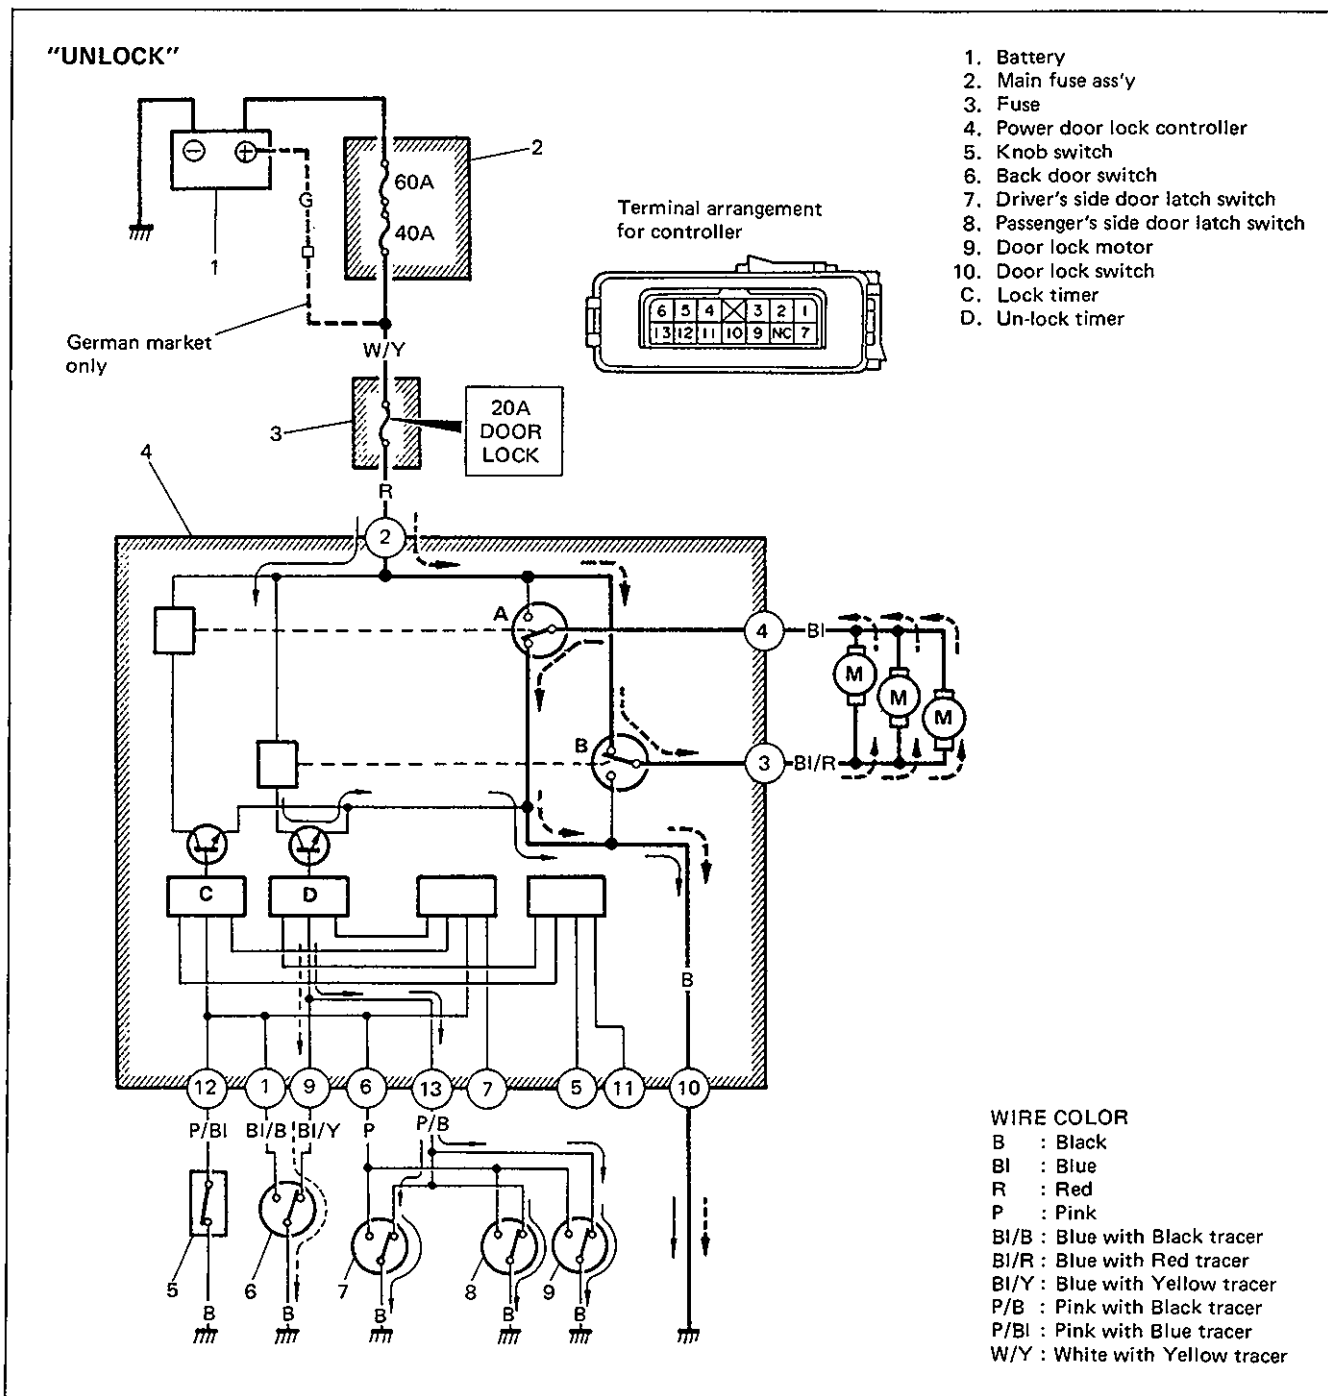 "UNLOCK"
1. Battery
2. Main fuse ass'y
3. Fuse
4. Power door lock controller
5. Knob switch
6. Back door switch
7. Driver's side door latch switch
8. Passenger's side door latch switch
9. Door lock motor
10. Door lock switch
C. Lock timer
D. Un-lock timer
2
60A
40A
G
1
German market
only
W/Y
Terminal arrangement
for controller
6 5 4 3 2 1
13 12 11 10 9 NC 7
3
20A
DOOR
LOCK
4
R
2
A
4
Bl
M
M
M
B
3
Bl/R
C
D
B
12
1
9
6
13
7
5
11
10
P/Bl
Bl/B
Bl/Y
P
P/B
5
6
7
8
9
B
B
B
B
B
WIRE COLOR
B : Black
Bl : Blue
R : Red
P : Pink
Bl/B : Blue with Black tracer
Bl/R : Blue with Red tracer
Bl/Y : Blue with Yellow tracer
P/B : Pink with Black tracer
P/Bl : Pink with Blue tracer
W/Y : White with Yellow tracer